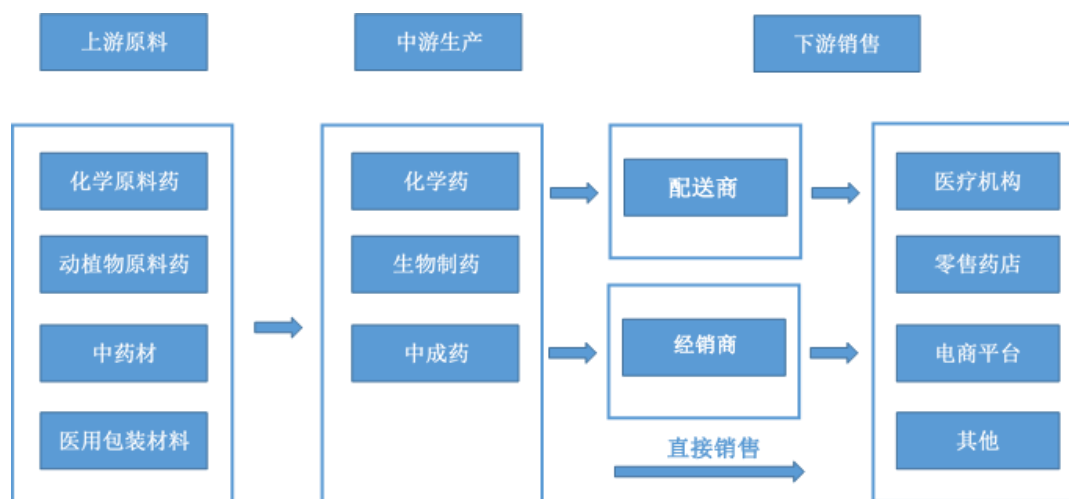 上游原料
中游生产
下游销售
化学原料药
动植物原料药
中药材
医用包装材料
化学药
生物制药
中成药
配送商
经销商
直接销售
医疗机构
零售药店
电商平台
其他